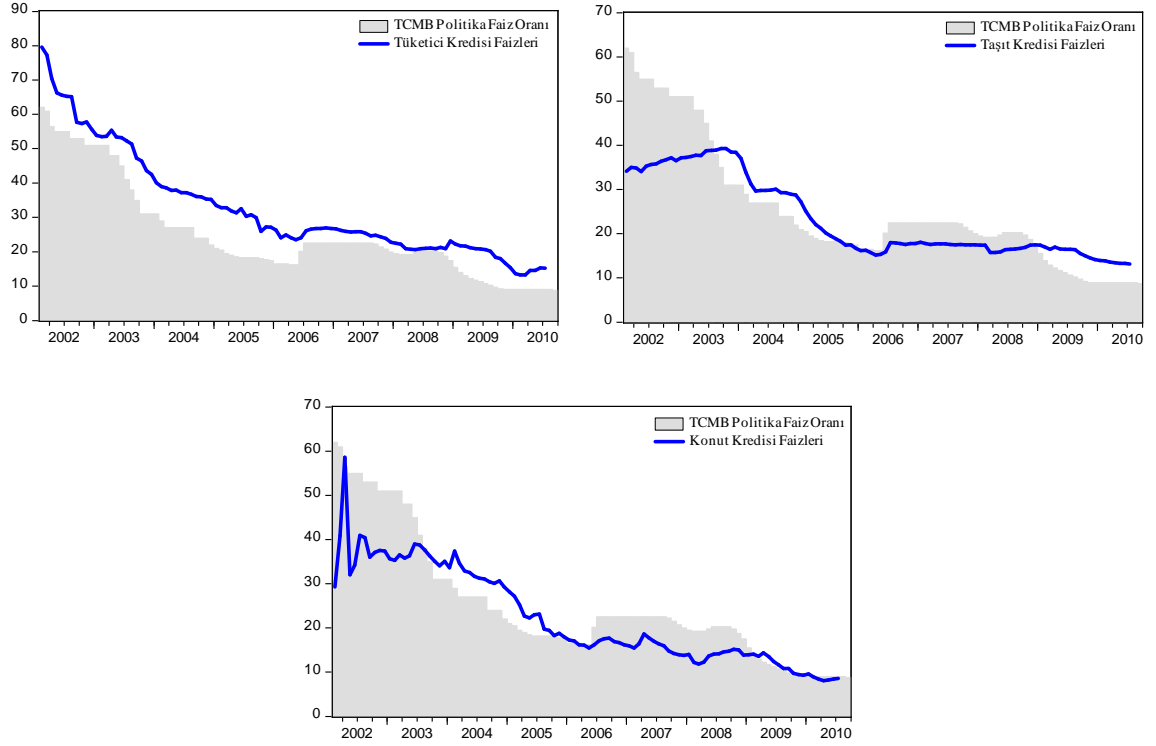 90
80
70
60
50
40
30
20
10
0
TCMB Politika Faiz Oranı
Tüketici Kredisi Faizleri
2002 2003 2004 2005 2006 2007 2008 2009 2010
70
60
50
40
30
20
10
0
TCMB Politika Faiz Oranı
Taşıt Kredisi Faizleri
2002 2003 2004 2005 2006 2007 2008 2009 2010
70
60
50
40
30
20
10
0
TCMB Politika Faiz Oranı
Konut Kredisi Faizleri
2002 2003 2004 2005 2006 2007 2008 2009 2010